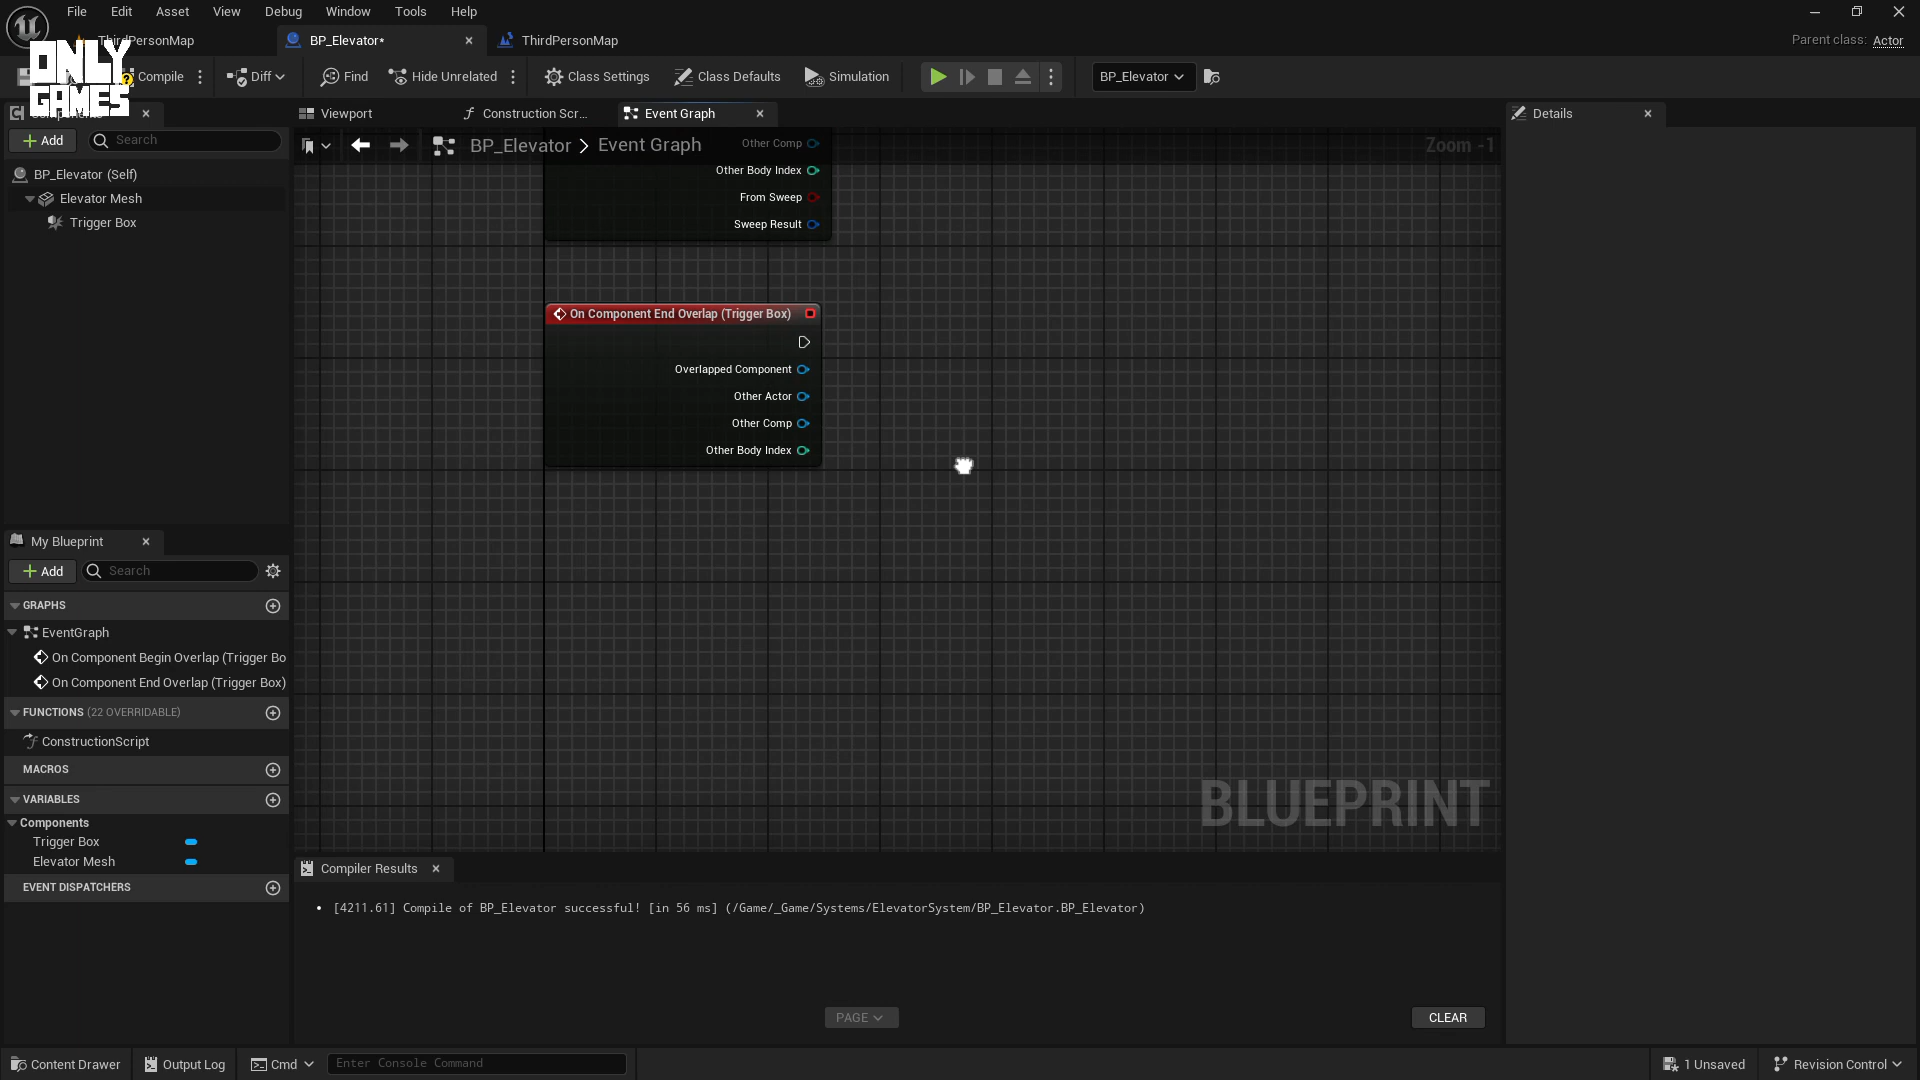 File Edit Asset View Debug Window Tools Help
ThirdPersonMap BP_Elevator* ThirdPersonMap Parent class: Actor
ONLY
GAMES
Compile Diff Find Hide Unrelated Class Settings Class Defaults Simulation BP_Elevator
Components Viewport Construction Scr... Event Graph Details
Add Search
BP_Elevator > Event Graph Zoom -1
BP_Elevator (Self)
Elevator Mesh
Trigger Box
Other Comp
Other Body Index
From Sweep
Sweep Result
On Component End Overlap (Trigger Box)
Overlapped Component
Other Actor
Other Comp
Other Body Index
BLUEPRINT
My Blueprint
Add Search
GRAPHS
EventGraph
On Component Begin Overlap (Trigger Bo
On Component End Overlap (Trigger Box)
FUNCTIONS (22 OVERRIDABLE)
ConstructionScript
MACROS
VARIABLES
Components
Trigger Box
Elevator Mesh
EVENT DISPATCHERS
Compiler Results
• [4211.61] Compile of BP_Elevator successful! [in 56 ms] (/Game/_Game/Systems/ElevatorSystem/BP_Elevator.BP_Elevator)
PAGE CLEAR
Content Drawer Output Log Cmd Enter Console Command 1 Unsaved Revision Control